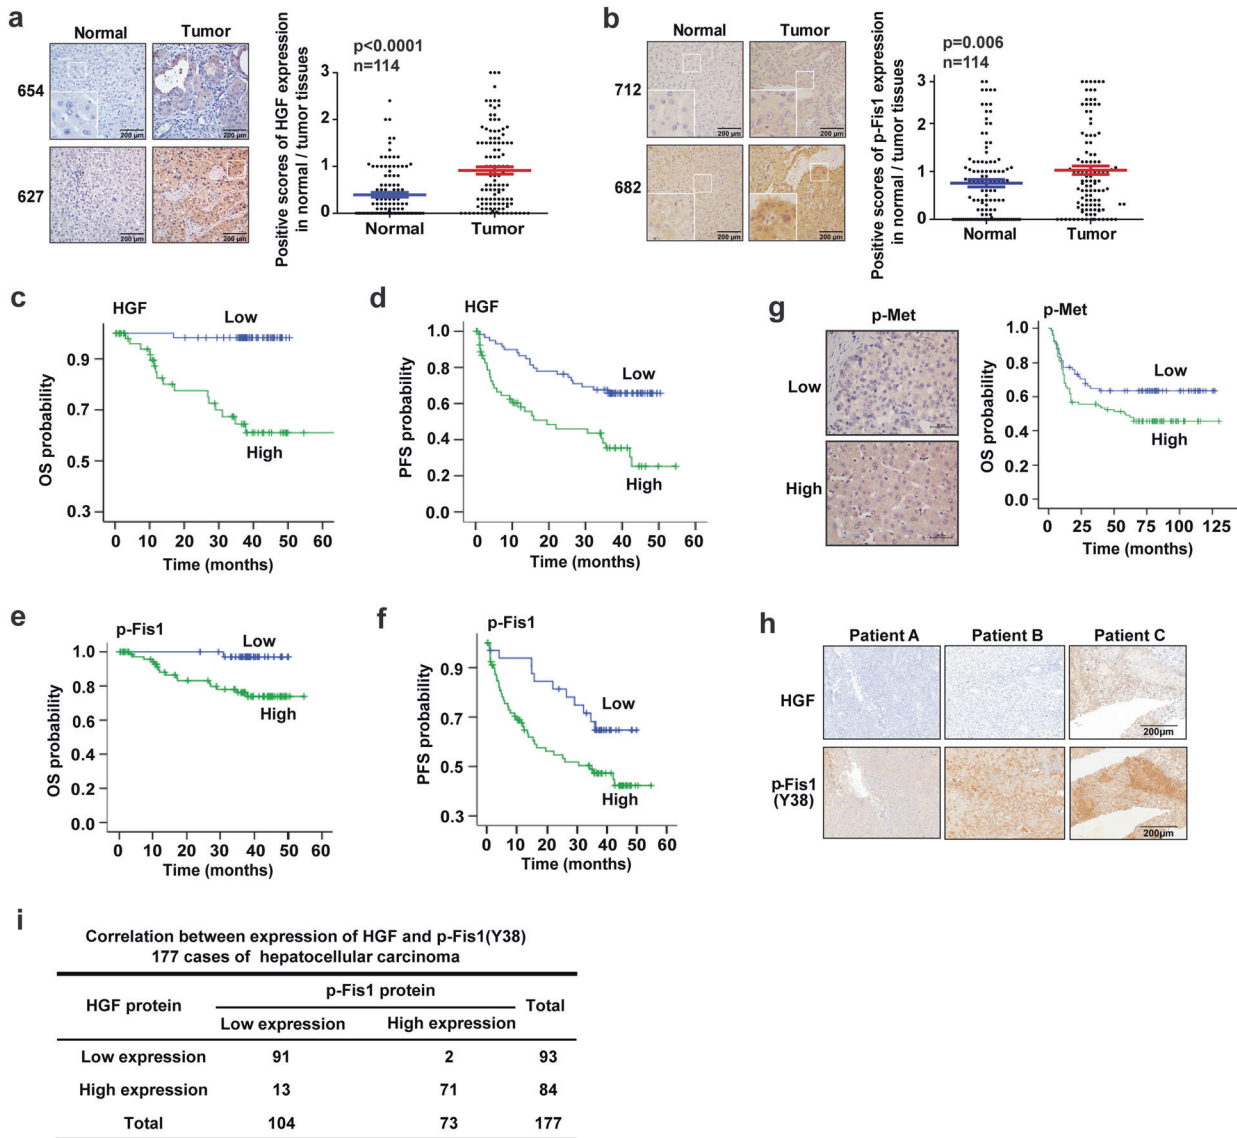 a
Normal
Tumor
654
627
200 µm
200 µm
200 µm
200 µm
Positive scores of HGF expression
in normal / tumor tissues
p<0.0001
n=114
3
2
1
0
Normal
Tumor
b
Normal
Tumor
712
682
200 µm
200 µm
200 µm
200 µm
Positive scores of p-Fis1 expression
in normal / tumor tissues
p=0.006
n=114
3
2
1
0
Normal
Tumor
c
HGF
Low
High
OS probability
0.9
0.7
0.5
0.3
0 10 20 30 40 50 60
Time (months)
d
HGF
Low
High
PFS probability
1.0
0.8
0.6
0.4
0.2
0.0
0 10 20 30 40 50 60
Time (months)
g
p-Met
Low
High
p-Met
Low
High
OS probability
1.0
0.8
0.6
0.4
0.2
0.0
0 25 50 75 100 125
Time (months)
e
p-Fis1
Low
High
OS probability
1.0
0.8
0.6
0.4
0.2
0.0
0 10 20 30 40 50 60
Time (months)
f
p-Fis1
Low
High
PFS probability
0.9
0.7
0.5
0.3
0 10 20 30 40 50 60
Time (months)
h
Patient A Patient B Patient C
HGF
200µm
p-Fis1
(Y38)
200µm
i
Correlation between expression of HGF and p-Fis1(Y38)
177 cases of hepatocellular carcinoma
HGF protein
p-Fis1 protein
Total
Low expression High expression
Low expression 91 2 93
High expression 13 71 84
Total 104 73 177